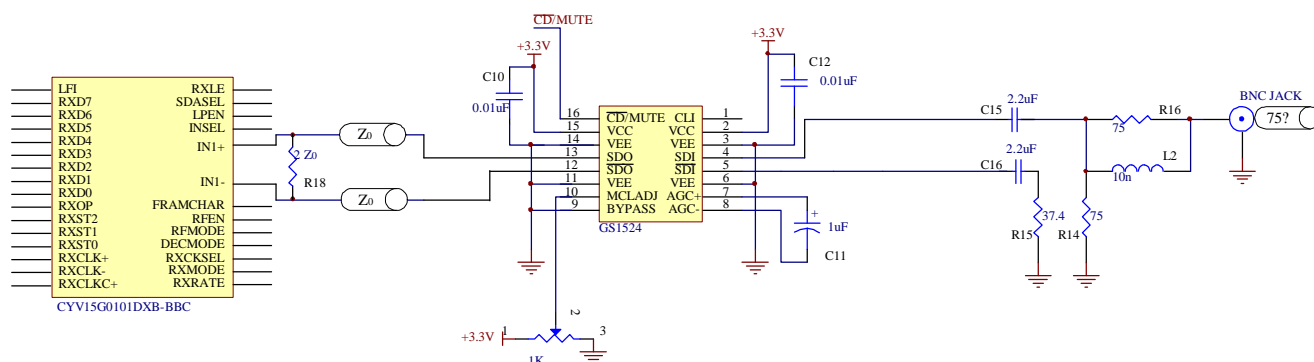 CD/MUTE
+3.3V
+3.3V
C10
0.01uF
C12
0.01uF
LFI
RXD7
RXD6
RXD5
RXD4
RXD3
RXD2
RXD1
RXD0
RXOP
RXST2
RXST1
RXST0
RXCLK+
RXCLK-
RXCLKC+
RXLE
SDASEL
LPEN
INSEL
IN1+
IN1-
FRAMCHAR
RFEN
RFMODE
DECMODE
RXCKSEL
RXMODE
RXRATE
CYV15G0101DXB-BBC
2 Z0
R18
Z0
Z0
16
15
14
13
12
11
10
9
CD/MUTE
VCC
VEE
SDO
SDO
VEE
MCLADJ
BYPASS
CLI
VCC
VEE
SDI
SDI
VEE
AGC+
AGC-
1
2
3
4
5
6
7
8
GS1524
+
1uF
C11
C15
2.2uF
C16
2.2uF
75
R16
L2
10n
37.4
R15
75
R14
BNC JACK
75?
+3.3V
1
2
3
1K